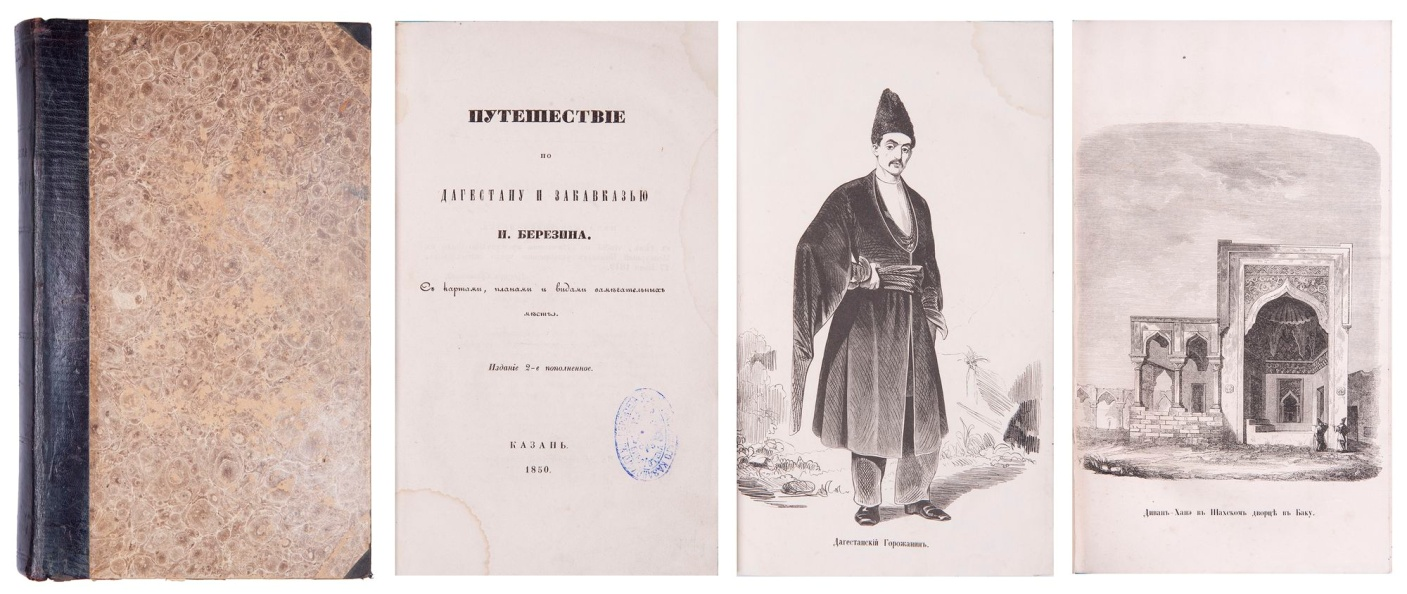 ПУТЕШЕСТВІЕ
ПО
ДАГЕСТАНУ И ЗАКАВКАЗЬЮ
И. БЕРЕЗИНА.
Съ картами, планами и видами замѣчательныхъ
мѣстъ.
Изданіе 2-е пополненное.
КАЗАНЬ.
1850.
Дагестанскій Горожанинъ.
Диванъ-Ханэ въ Шахскомъ дворцѣ въ Баку.